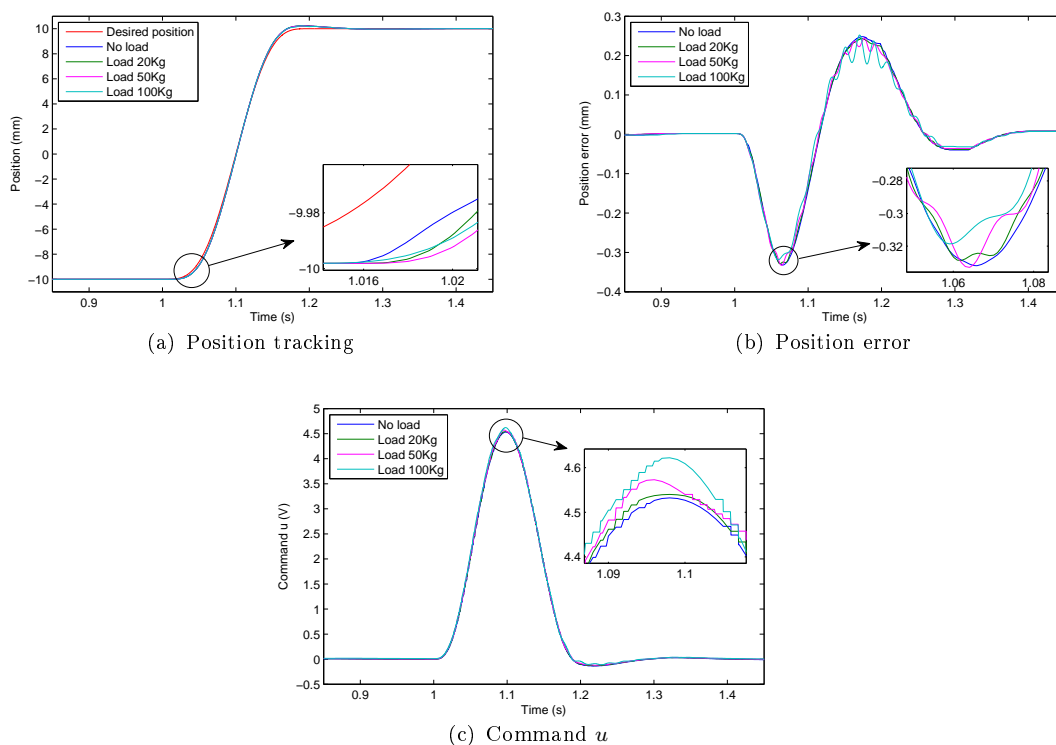 Desired position
No load
Load 20Kg
Load 50Kg
Load 100Kg
10
8
6
4
2
0
−2
−4
−6
−8
−10
Position (mm)
−9.98
−10
1.016
1.02
0.9
1
1.1
1.2
1.3
1.4
Time (s)
(a) Position tracking
No load
Load 20Kg
Load 50Kg
Load 100Kg
0.3
0.2
0.1
0
−0.1
−0.2
−0.3
−0.4
Position error (mm)
−0.28
−0.3
−0.32
1.06
1.08
0.9
1
1.1
1.2
1.3
1.4
Time (s)
(b) Position error
No load
Load 20Kg
Load 50Kg
Load 100Kg
5
4.5
4
3.5
3
2.5
2
1.5
1
0.5
0
−0.5
Command u (V)
4.6
4.5
4.4
1.09
1.1
0.9
1
1.1
1.2
1.3
1.4
Time (s)
(c) Command u